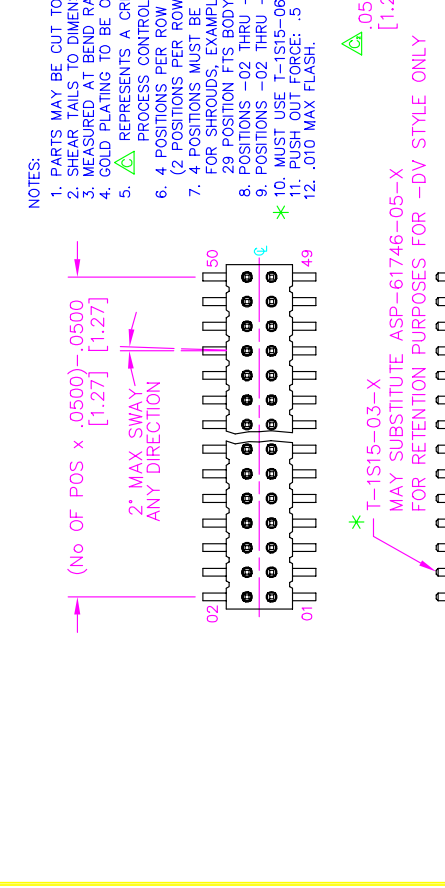 NOTES:
1. PARTS MAY BE CUT TO
2. SHEAR TAILS TO DIMENS
3. MEASURED AT BEND RA
4. GOLD PLATING TO BE O
5. C REPRESENTS A CR
PROCESS CONTROL
6. 4 POSITIONS PER ROW
(2 POSITIONS PER ROW
7. 4 POSITIONS MUST BE
FOR SHROUDS, EXAMPL
29 POSITION FTS BODY
8. POSITIONS -02 THRU -
9. POSITIONS -02 THRU -
* 10. MUST USE T-1S15-06
11. PUSH OUT FORCE: .5
12. .010 MAX FLASH.
(No OF POS x .0500)-.0500
[1.27] [1.27]
2° MAX SWAY
ANY DIRECTION
02
50
01
49
℄
C .05
[1.2
* T-1S15-03-X
MAY SUBSTITUTE ASP-61746-05-X
FOR RETENTION PURPOSES FOR -DV STYLE ONLY